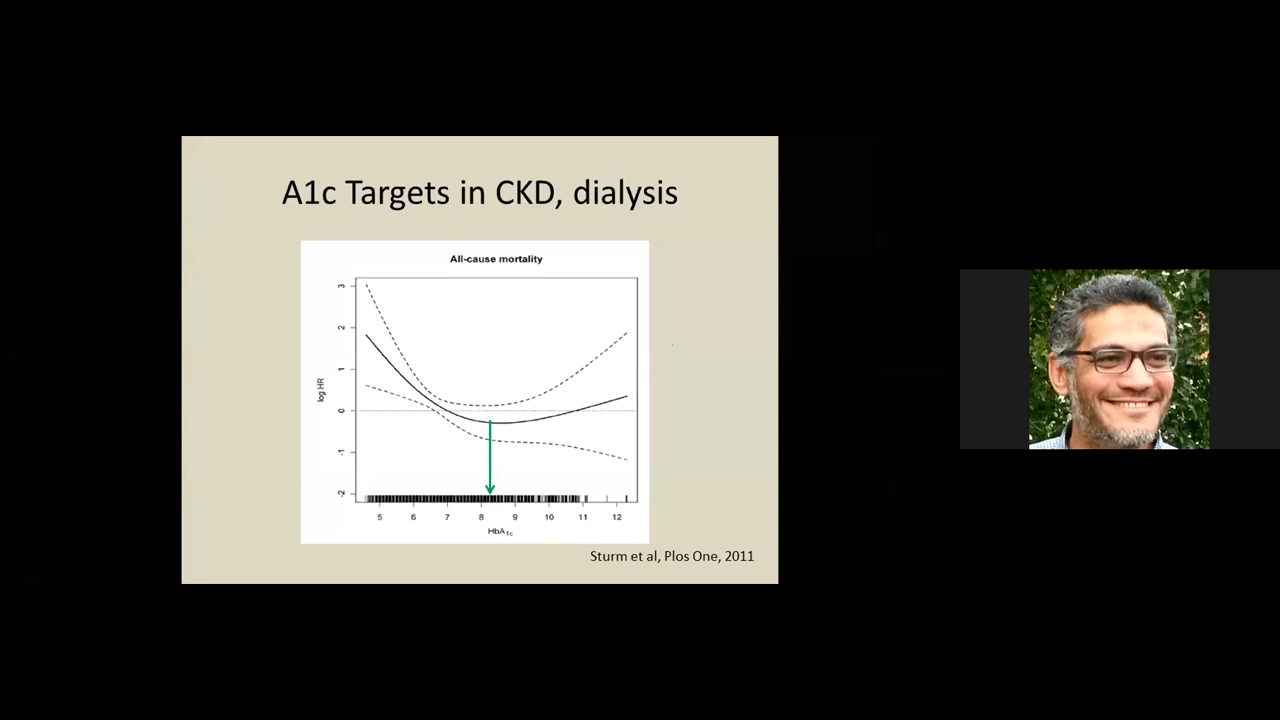 A1c Targets in CKD, dialysis
All-cause mortality
3
2
1
0
-1
-2
log HR
5 6 7 8 9 10 11 12
HbA1c
Sturm et al, Plos One, 2011